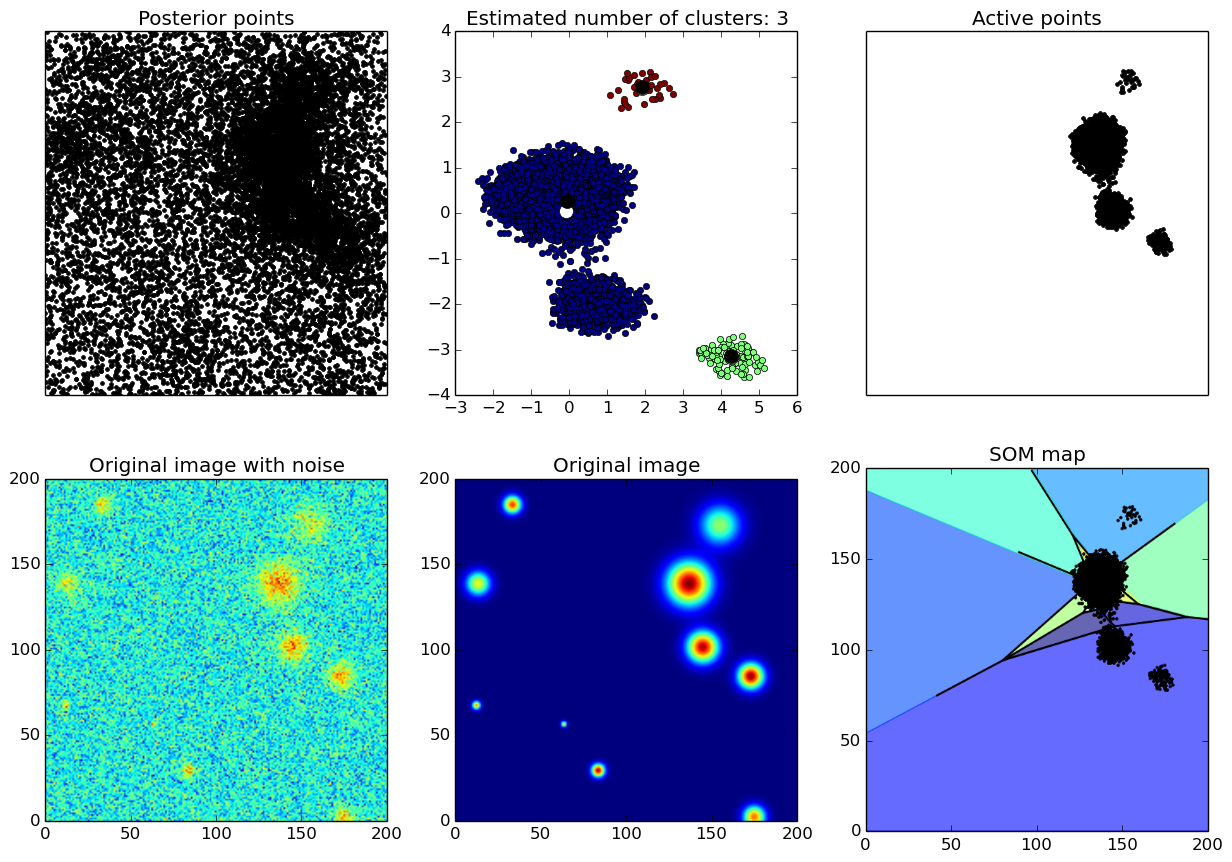 Posterior points
Estimated number of clusters: 3
Active points
4
3
2
1
0
−1
−2
−3
−4
−3 −2 −1 0 1 2 3 4 5 6
Original image with noise
Original image
SOM map
200
150
100
50
0
0 50 100 150 200
200
150
100
50
0
0 50 100 150 200
200
150
100
50
0
0 50 100 150 200